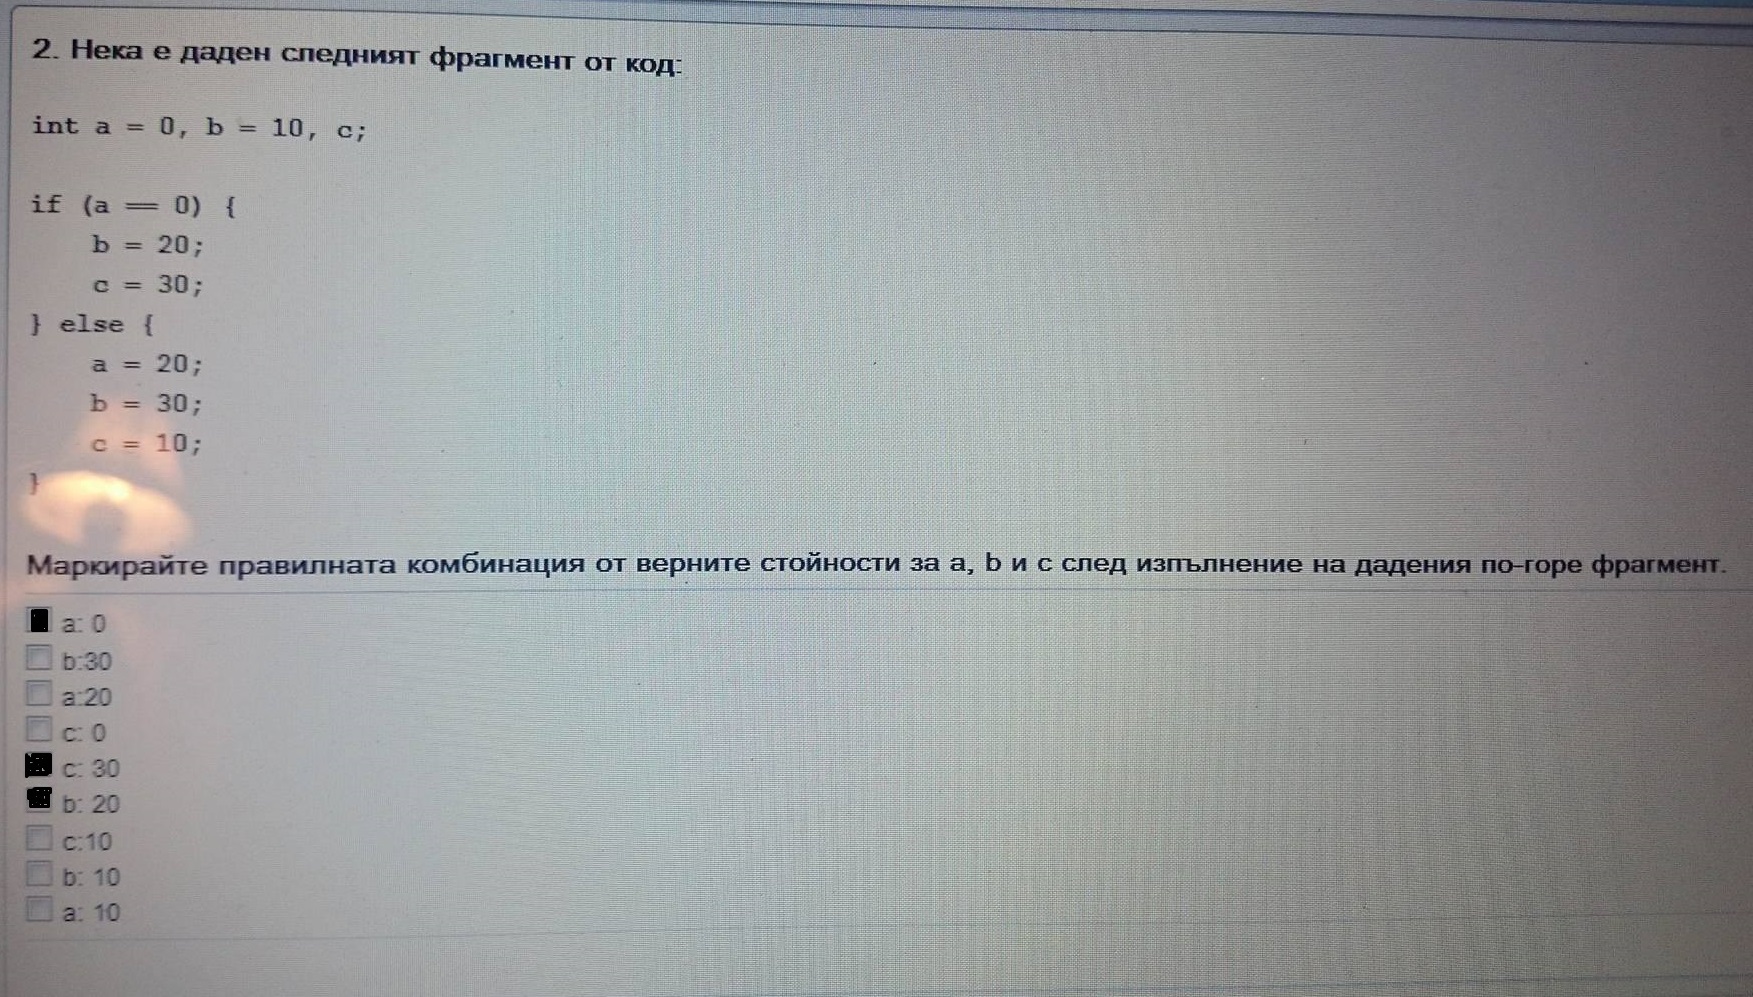 2. Нека е даден следният фрагмент от код:
int a = 0, b = 10, c;
if (a == 0) {
b = 20;
c = 30;
} else {
a = 20;
b = 30;
c = 10;
}
Маркирайте правилната комбинация от верните стойности за a, b и c след изпълнение на дадения по-горе фрагмент.
a: 0
b:30
a:20
c: 0
c: 30
b: 20
c:10
b: 10
a: 10